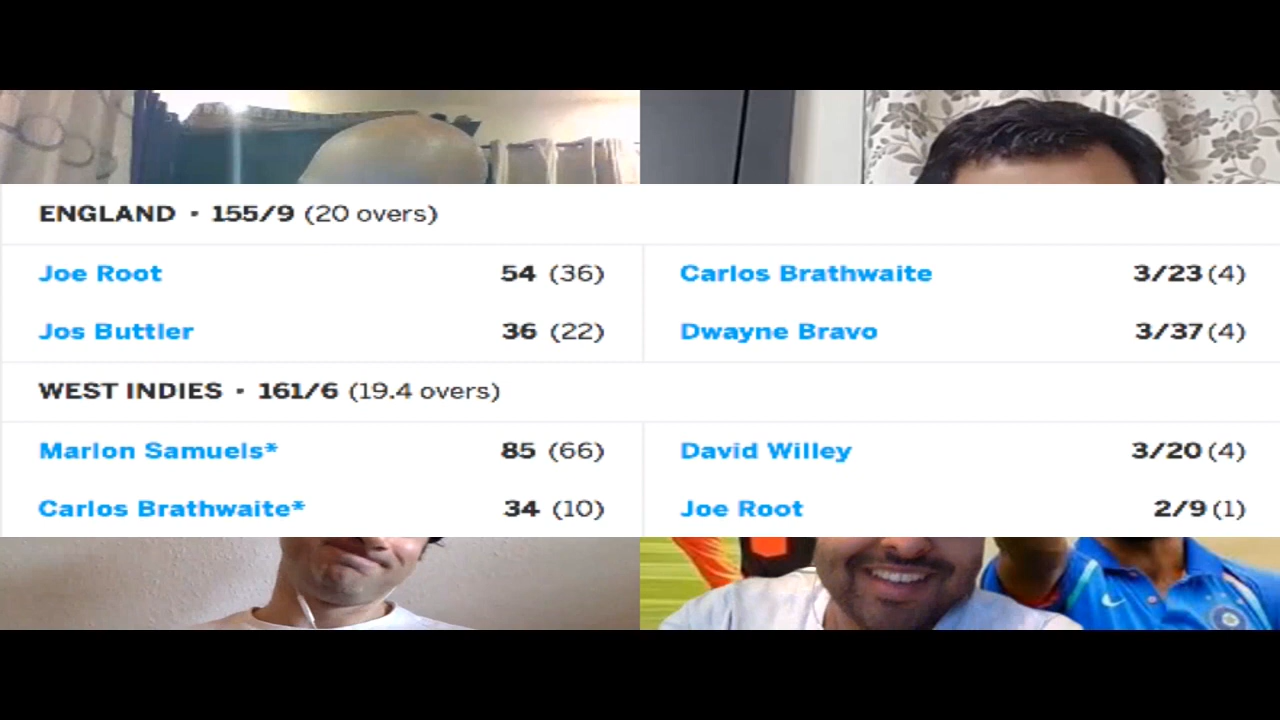 ENGLAND · 155/9 (20 overs)
Joe Root 54 (36) Carlos Brathwaite 3/23 (4)
Jos Buttler 36 (22) Dwayne Bravo 3/37 (4)
WEST INDIES · 161/6 (19.4 overs)
Marlon Samuels* 85 (66) David Willey 3/20 (4)
Carlos Brathwaite* 34 (10) Joe Root 2/9 (1)